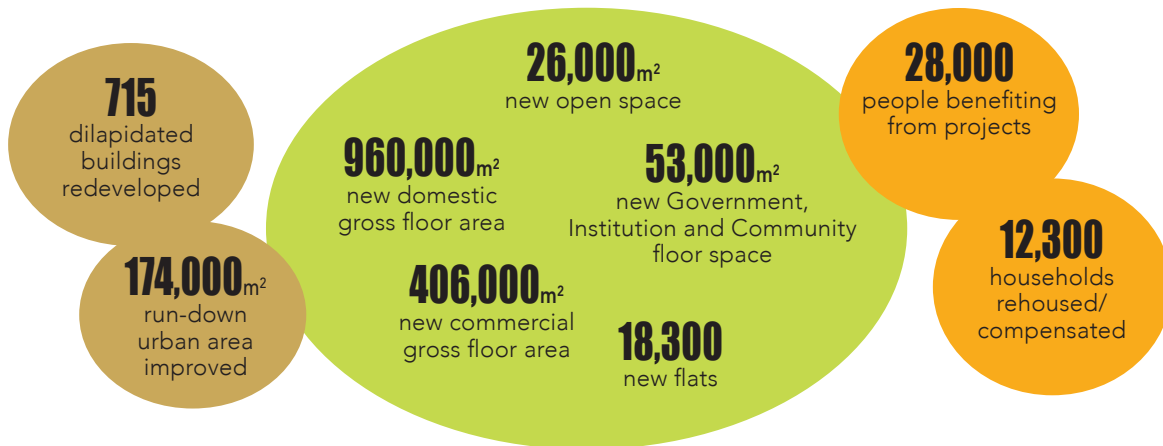 715
dilapidated
buildings
redeveloped
174,000m²
run-down
urban area
improved
26,000m²
new open space
960,000m²
new domestic
gross floor area
53,000m²
new Government,
Institution and Community
floor space
406,000m²
new commercial
gross floor area
18,300
new flats
28,000
people benefiting
from projects
12,300
households
rehoused/
compensated